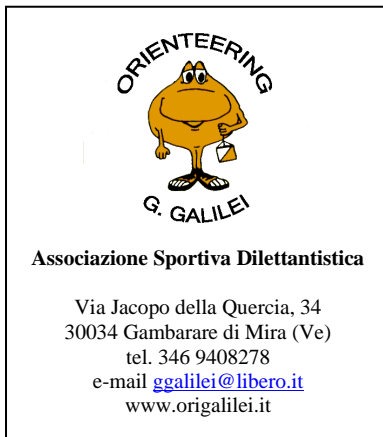 ORIENTEERING
G. GALILEI
Associazione Sportiva Dilettantistica
Via Jacopo della Quercia, 34
30034 Gambarare di Mira (Ve)
tel. 346 9408278
e-mail ggalilei@libero.it
www.origalilei.it